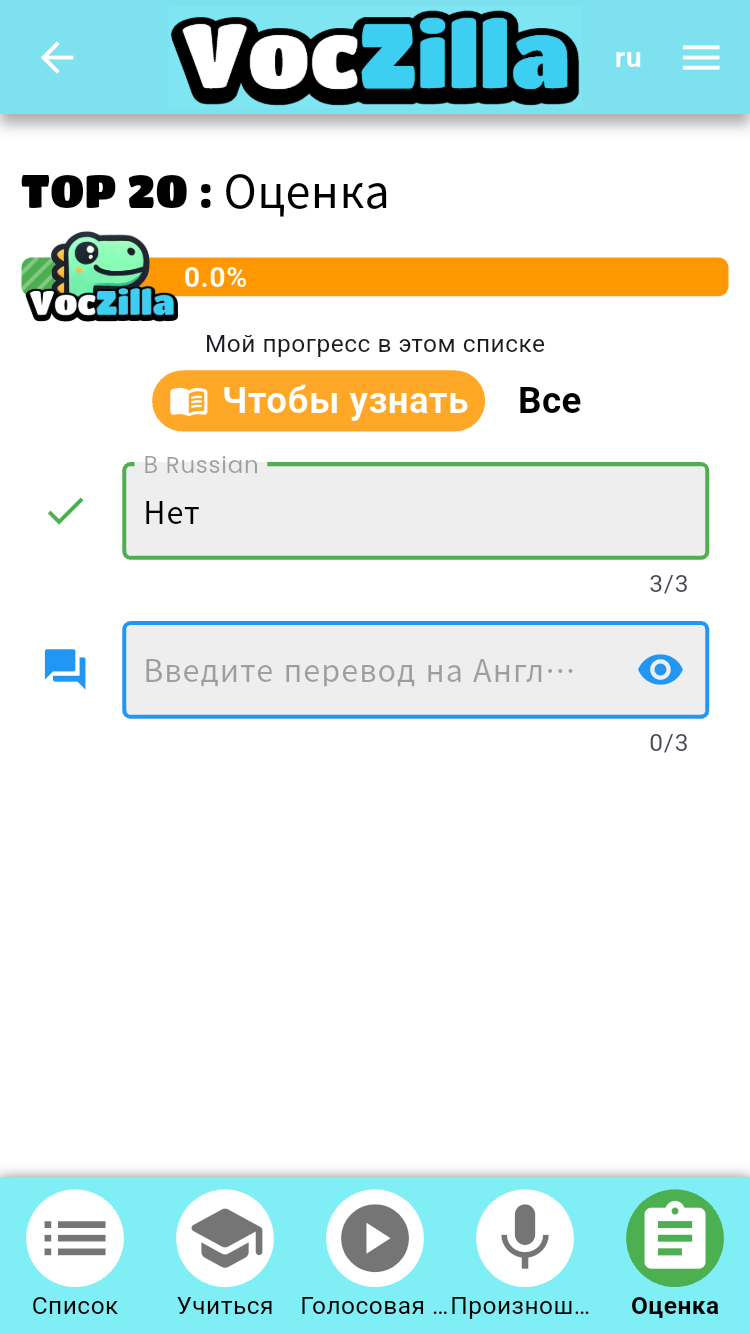 VocZilla
ru
TOP 20 : Оценка
0.0%
VocZilla
Мой прогресс в этом списке
Чтобы узнать
Все
В Russian
Нет
3/3
Введите перевод на Англ···
0/3
Список
Учиться
Голосовая ...
Произнош...
Оценка